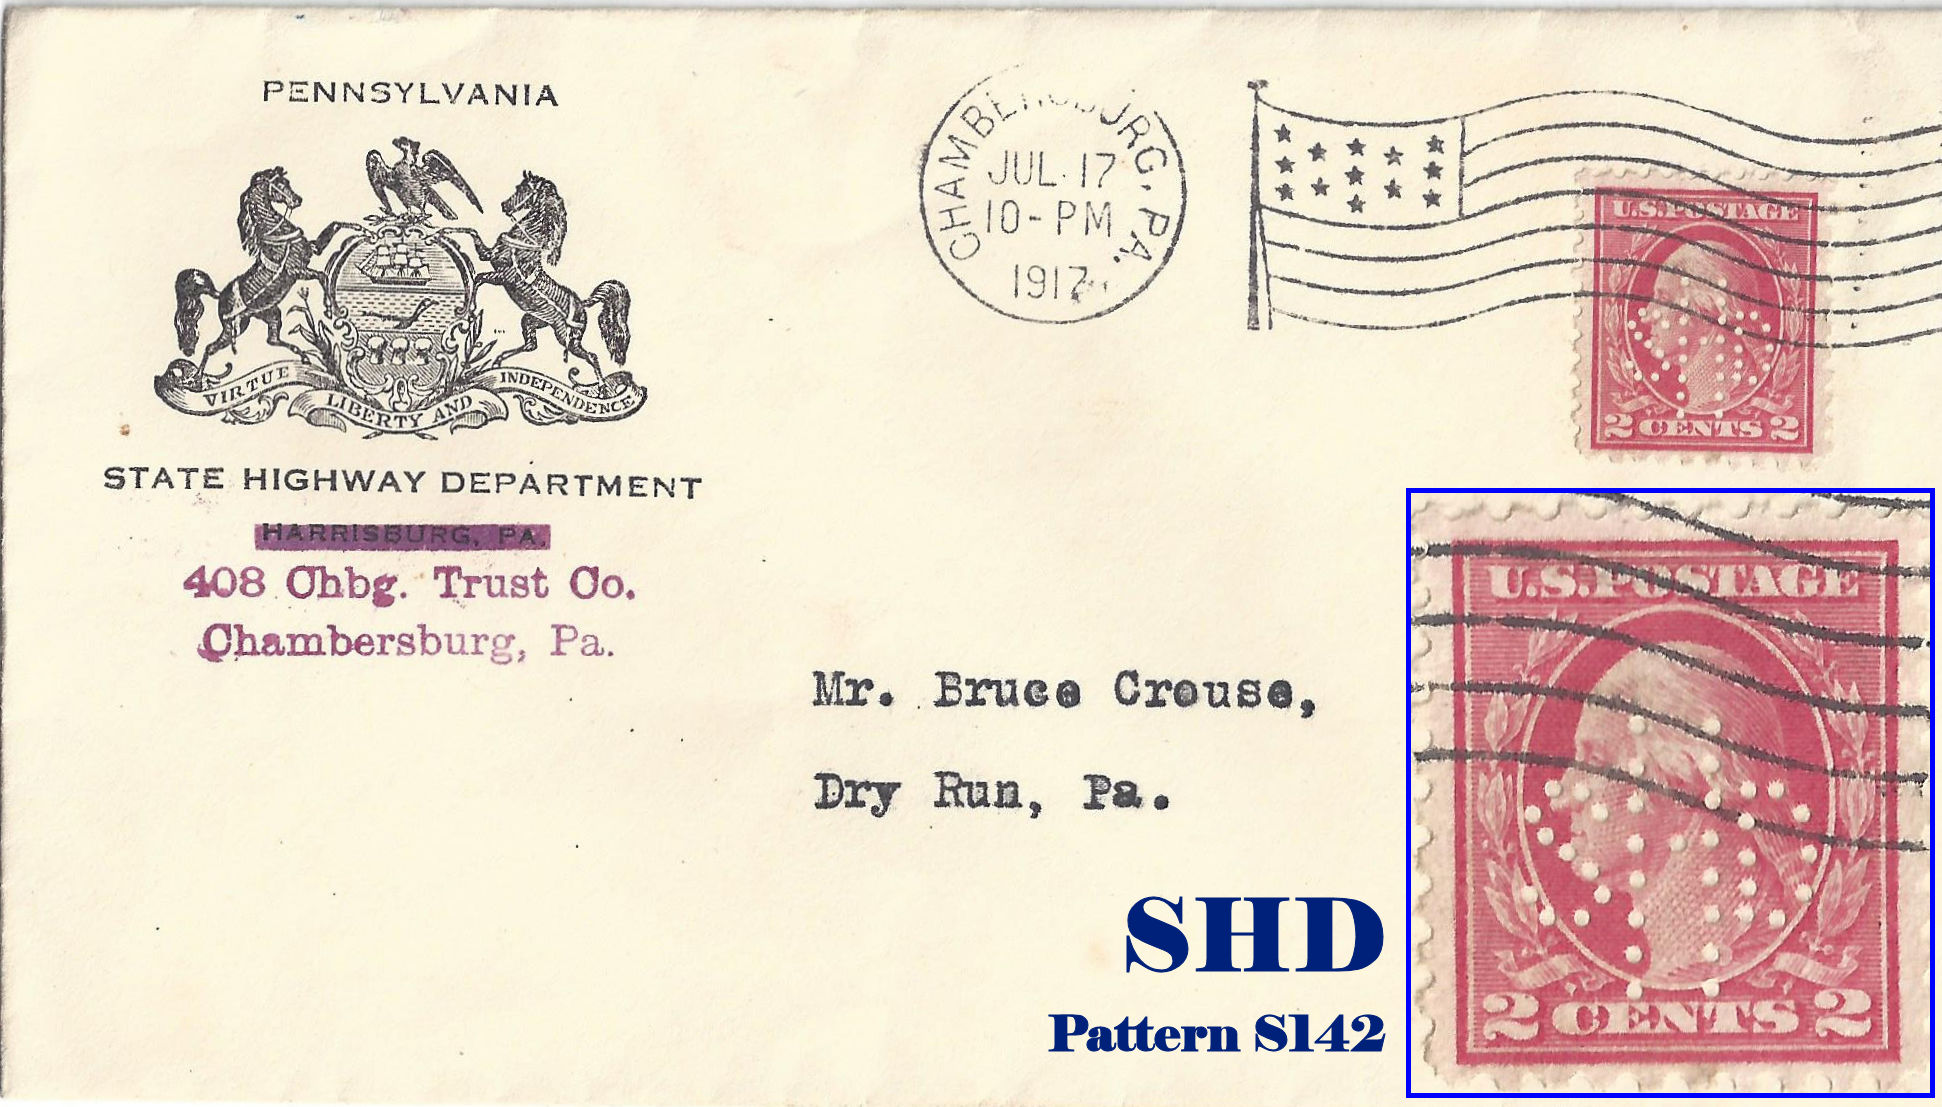 PENNSYLVANIA
VIRTUE
LIBERTY AND
INDEPENDENCE
STATE HIGHWAY DEPARTMENT
HARRISBURG, PA.
408 Chbg. Trust Co.
Chambersburg, Pa.
CHAMBERSBURG, PA.
JUL 17
10-PM
1917
U.S. POSTAGE
2 CENTS 2
Mr. Bruce Crouse,
Dry Run, Pa.
SHD
Pattern S142
U.S. POSTAGE
SHD
2 CENTS 2